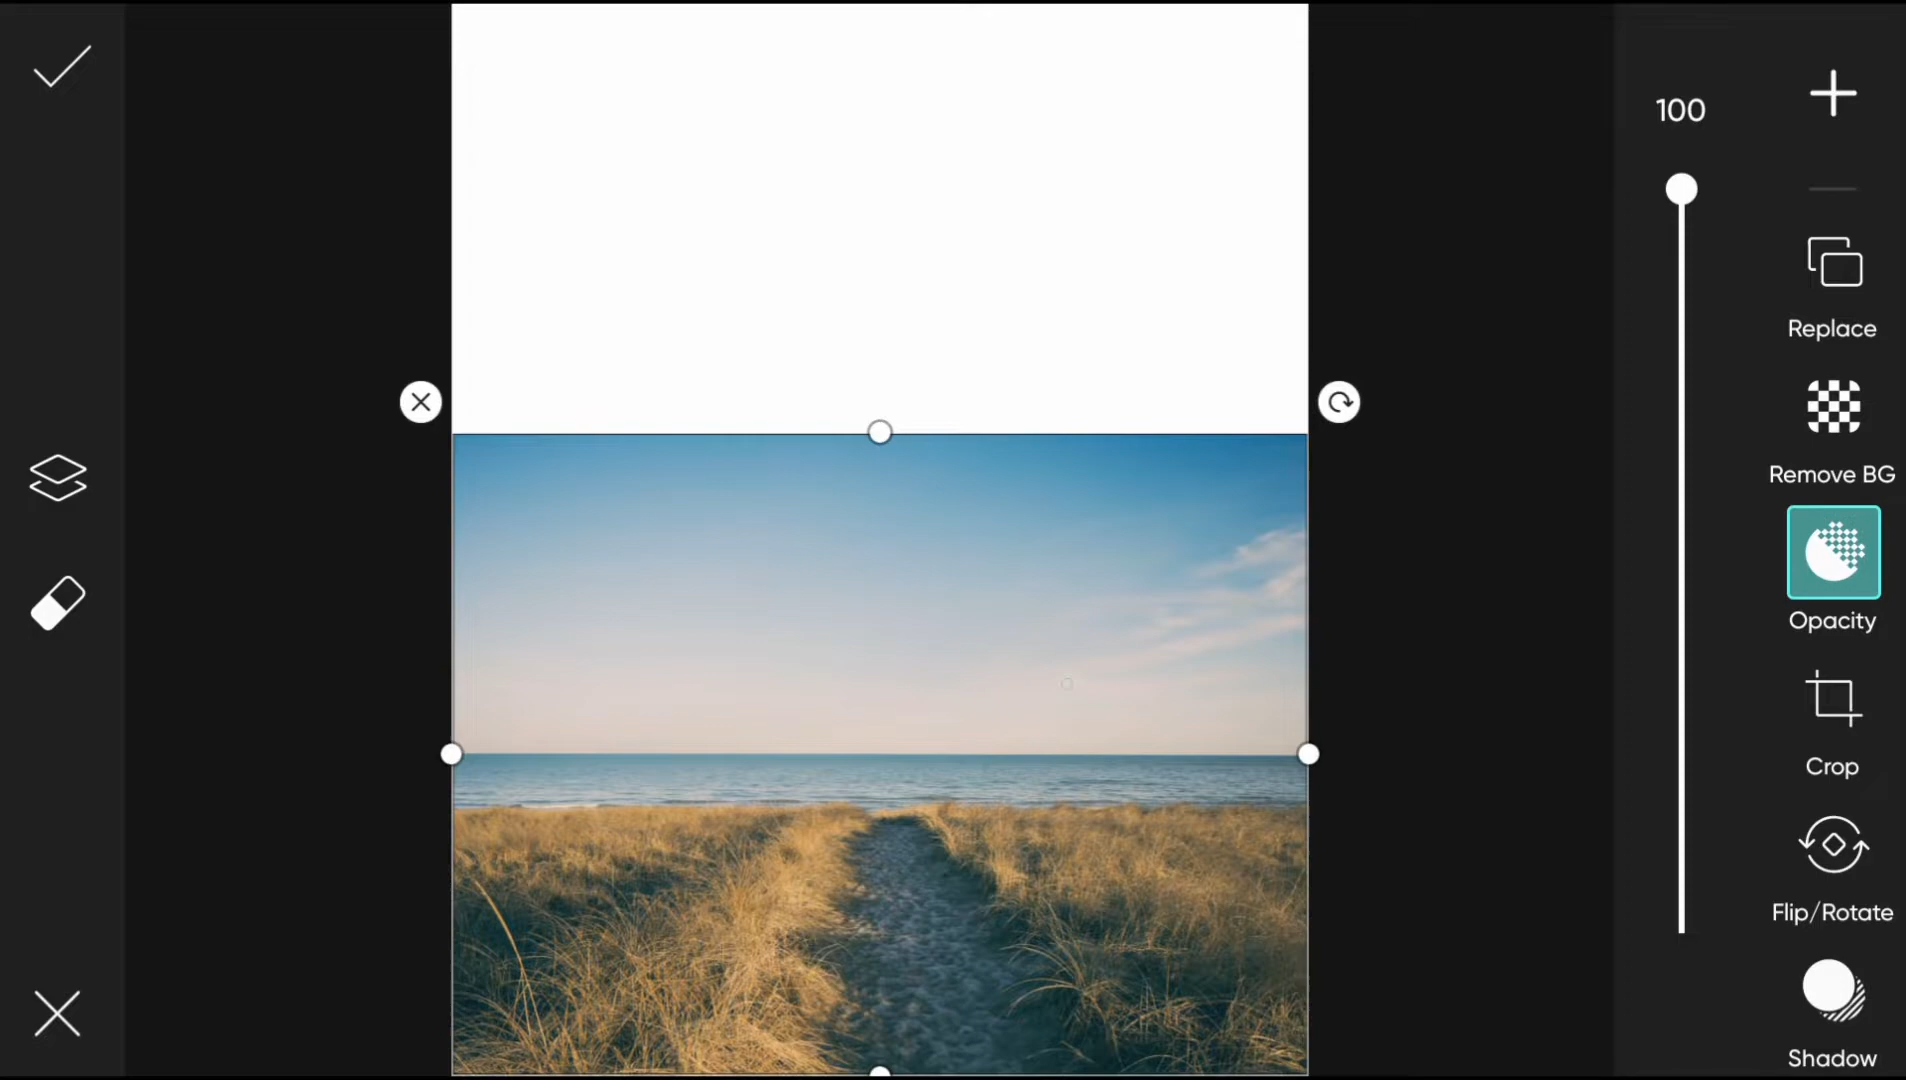 100
Replace
Remove BG
Opacity
Crop
Flip/Rotate
Shadow